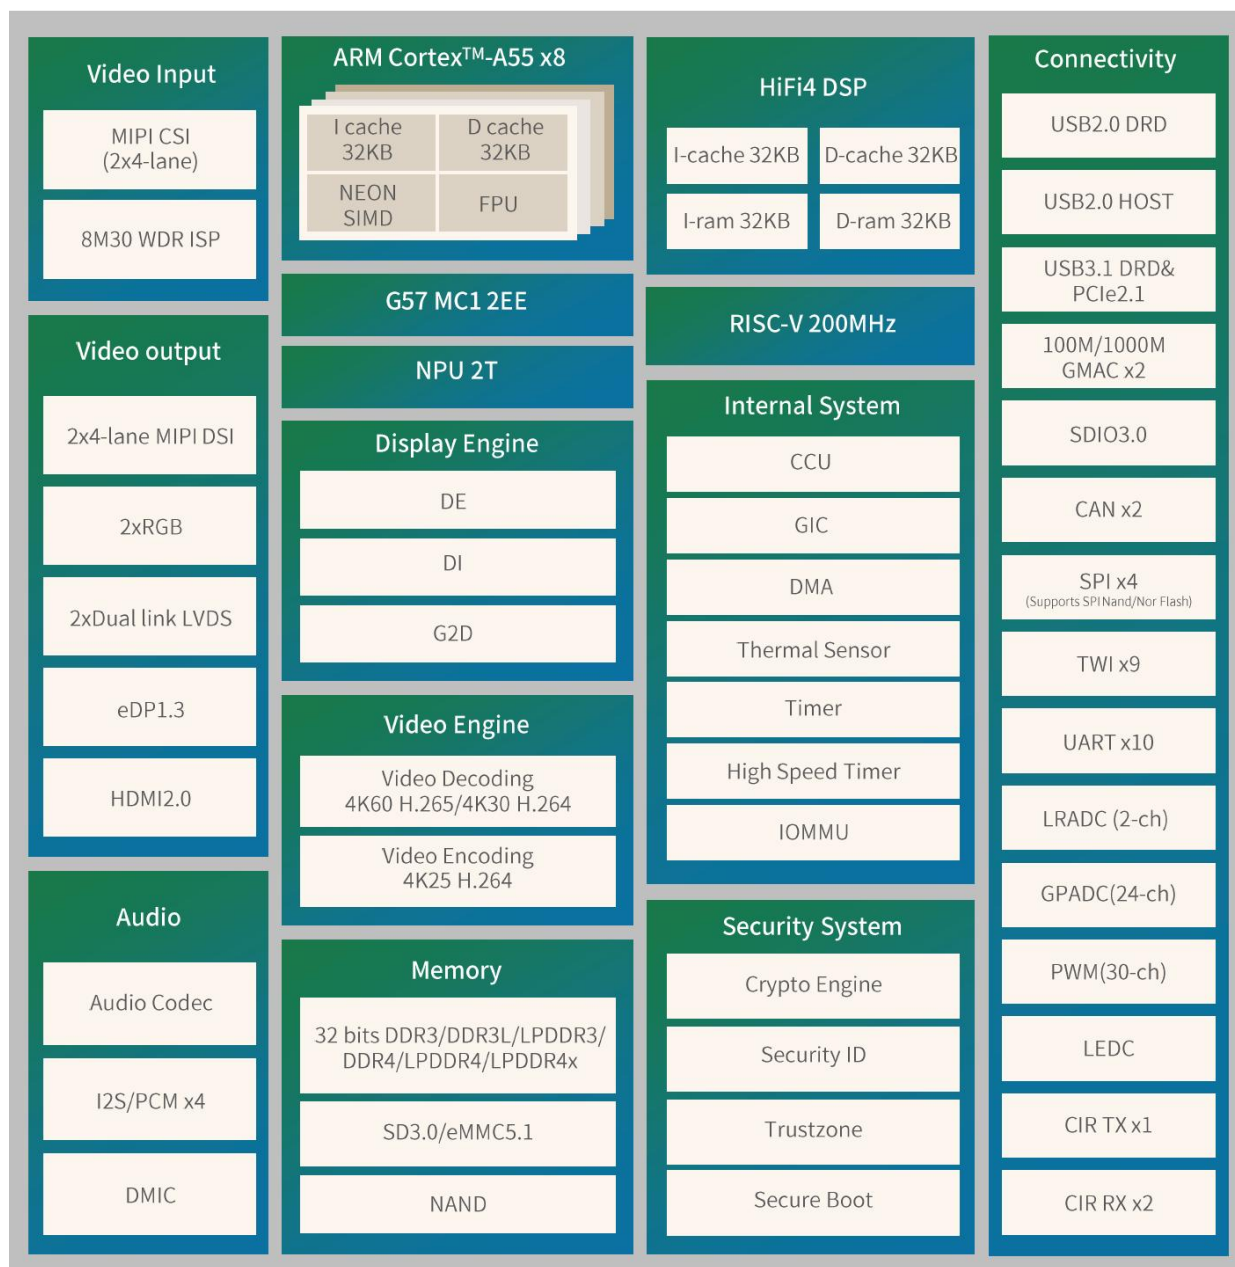 Video Input
MIPI CSI
(2x4-lane)
8M30 WDR ISP
Video output
2x4-lane MIPI DSI
2xRGB
2xDual link LVDS
eDP1.3
HDMI2.0
Audio
Audio Codec
I2S/PCM x4
DMIC
ARM Cortex™-A55 x8
I cache
32KB
D cache
32KB
NEON
SIMD
FPU
G57 MC1 2EE
NPU 2T
Display Engine
DE
DI
G2D
Video Engine
Video Decoding
4K60 H.265/4K30 H.264
Video Encoding
4K25 H.264
Memory
32 bits DDR3/DDR3L/LPDDR3/
DDR4/LPDDR4/LPDDR4x
SD3.0/eMMC5.1
NAND
HiFi4 DSP
I-cache 32KB
D-cache 32KB
I-ram 32KB
D-ram 32KB
RISC-V 200MHz
Internal System
CCU
GIC
DMA
Thermal Sensor
Timer
High Speed Timer
IOMMU
Security System
Crypto Engine
Security ID
Trustzone
Secure Boot
Connectivity
USB2.0 DRD
USB2.0 HOST
USB3.1 DRD&
PCIe2.1
100M/1000M
GMAC x2
SDIO3.0
CAN x2
SPI x4
(Supports SPI Nand/Nor Flash)
TWI x9
UART x10
LRADC (2-ch)
GPADC(24-ch)
PWM(30-ch)
LEDC
CIR TX x1
CIR RX x2